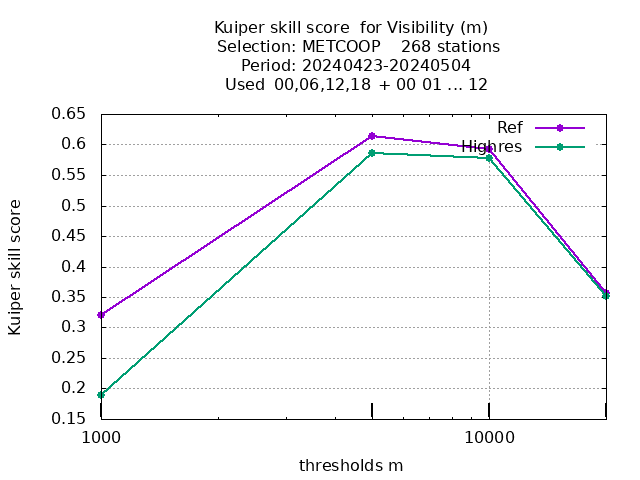 Kuiper skill score for Visibility (m)
Selection: METCOOP 268 stations
Period: 20240423-20240504
Used 00,06,12,18 + 00 01 ... 12
Ref
Highres
0.65
0.6
0.55
0.5
0.45
0.4
0.35
0.3
0.25
0.2
0.15
Kuiper skill score
1000
10000
thresholds m